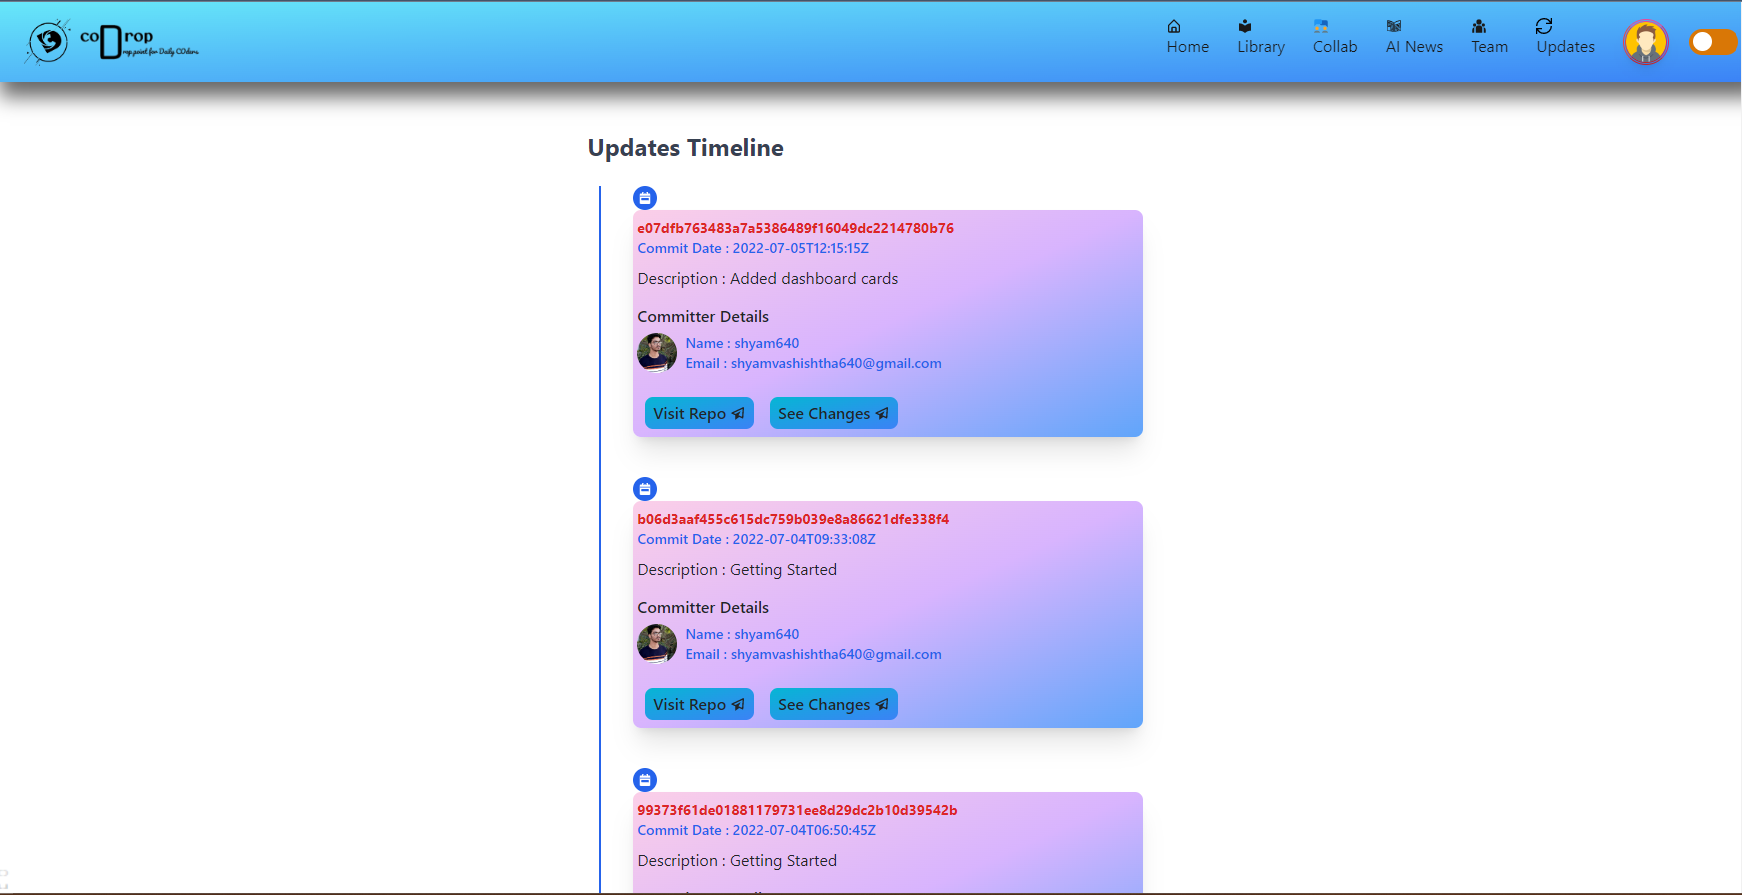 coDrop
rop point for Daily COders
Home
Library
Collab
AI News
Team
Updates
Updates Timeline
e07dfb763483a7a5386489f16049dc2214780b76
Commit Date : 2022-07-05T12:15:15Z
Description : Added dashboard cards
Committer Details
Name : shyam640
Email : shyamvashishtha640@gmail.com
Visit Repo
See Changes
b06d3aaf455c615dc759b039e8a86621dfe338f4
Commit Date : 2022-07-04T09:33:08Z
Description : Getting Started
Committer Details
Name : shyam640
Email : shyamvashishtha640@gmail.com
Visit Repo
See Changes
99373f61de01881179731ee8d29dc2b10d39542b
Commit Date : 2022-07-04T06:50:45Z
Description : Getting Started